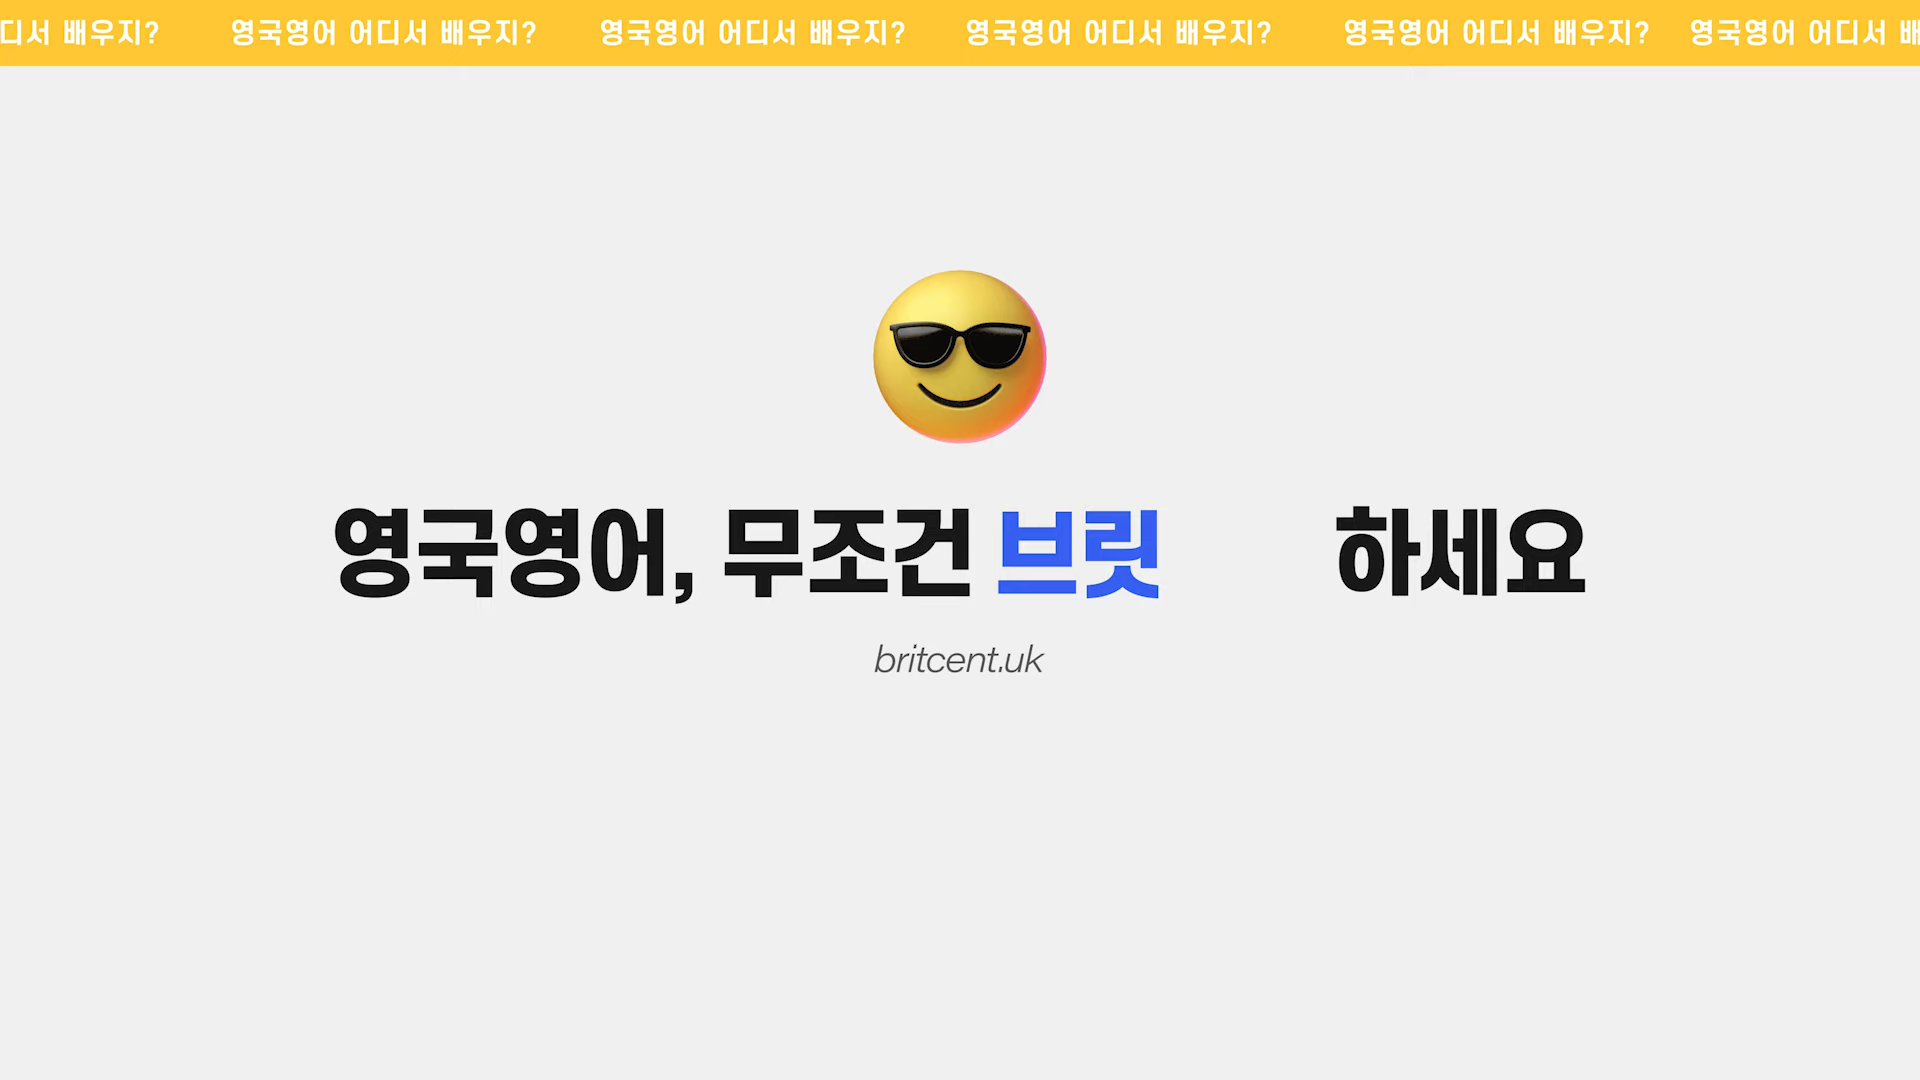 디서 배우지? 영국영어 어디서 배우지? 영국영어 어디서 배우지? 영국영어 어디서 배우지? 영국영어 어디서 배우지? 영국영어 어디서 배
영국영어, 무조건 브릿 하세요
britcent.uk